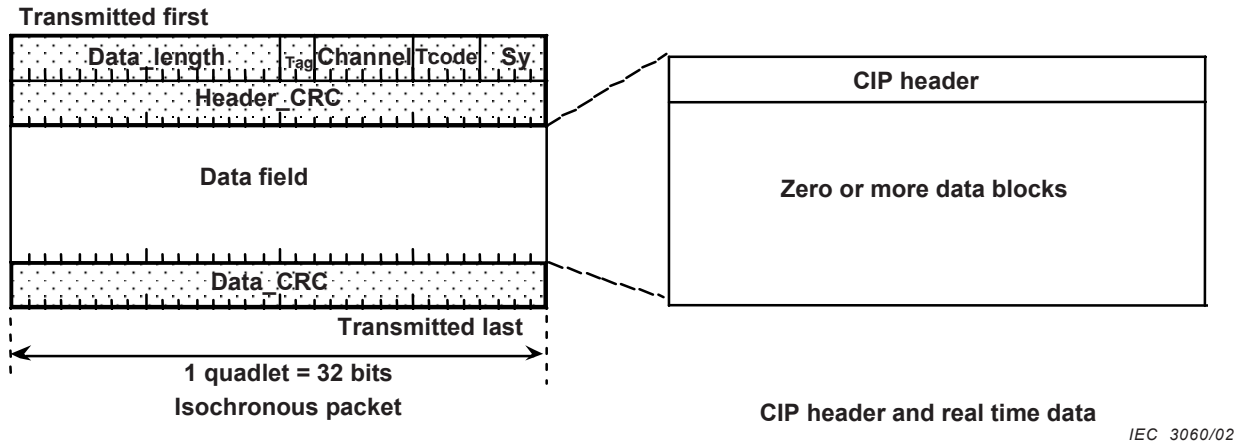 Transmitted first
Data_length Tag Channel Tcode Sy
Header_CRC
Data field
Data_CRC
Transmitted last
1 quadlet = 32 bits
Isochronous packet
CIP header
Zero or more data blocks
CIP header and real time data
IEC 3060/02